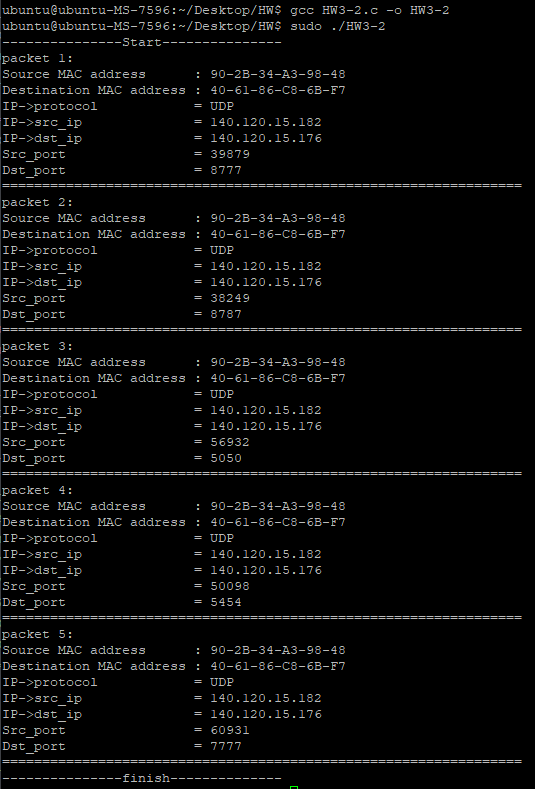 ubuntu@ubuntu-MS-7596:~/Desktop/HW$ gcc HW3-2.c -o HW3-2
ubuntu@ubuntu-MS-7596:~/Desktop/HW$ sudo ./HW3-2
---------------Start---------------
packet 1:
Source MAC address      : 90-2B-34-A3-98-48
Destination MAC address : 40-61-86-C8-6B-F7
IP->protocol            = UDP
IP->src_ip              = 140.120.15.182
IP->dst_ip              = 140.120.15.176
Src_port                = 39879
Dst_port                = 8777
=================================================================
packet 2:
Source MAC address      : 90-2B-34-A3-98-48
Destination MAC address : 40-61-86-C8-6B-F7
IP->protocol            = UDP
IP->src_ip              = 140.120.15.182
IP->dst_ip              = 140.120.15.176
Src_port                = 38249
Dst_port                = 8787
=================================================================
packet 3:
Source MAC address      : 90-2B-34-A3-98-48
Destination MAC address : 40-61-86-C8-6B-F7
IP->protocol            = UDP
IP->src_ip              = 140.120.15.182
IP->dst_ip              = 140.120.15.176
Src_port                = 56932
Dst_port                = 5050
=================================================================
packet 4:
Source MAC address      : 90-2B-34-A3-98-48
Destination MAC address : 40-61-86-C8-6B-F7
IP->protocol            = UDP
IP->src_ip              = 140.120.15.182
IP->dst_ip              = 140.120.15.176
Src_port                = 50098
Dst_port                = 5454
=================================================================
packet 5:
Source MAC address      : 90-2B-34-A3-98-48
Destination MAC address : 40-61-86-C8-6B-F7
IP->protocol            = UDP
IP->src_ip              = 140.120.15.182
IP->dst_ip              = 140.120.15.176
Src_port                = 60931
Dst_port                = 7777
=================================================================
---------------finish--------------